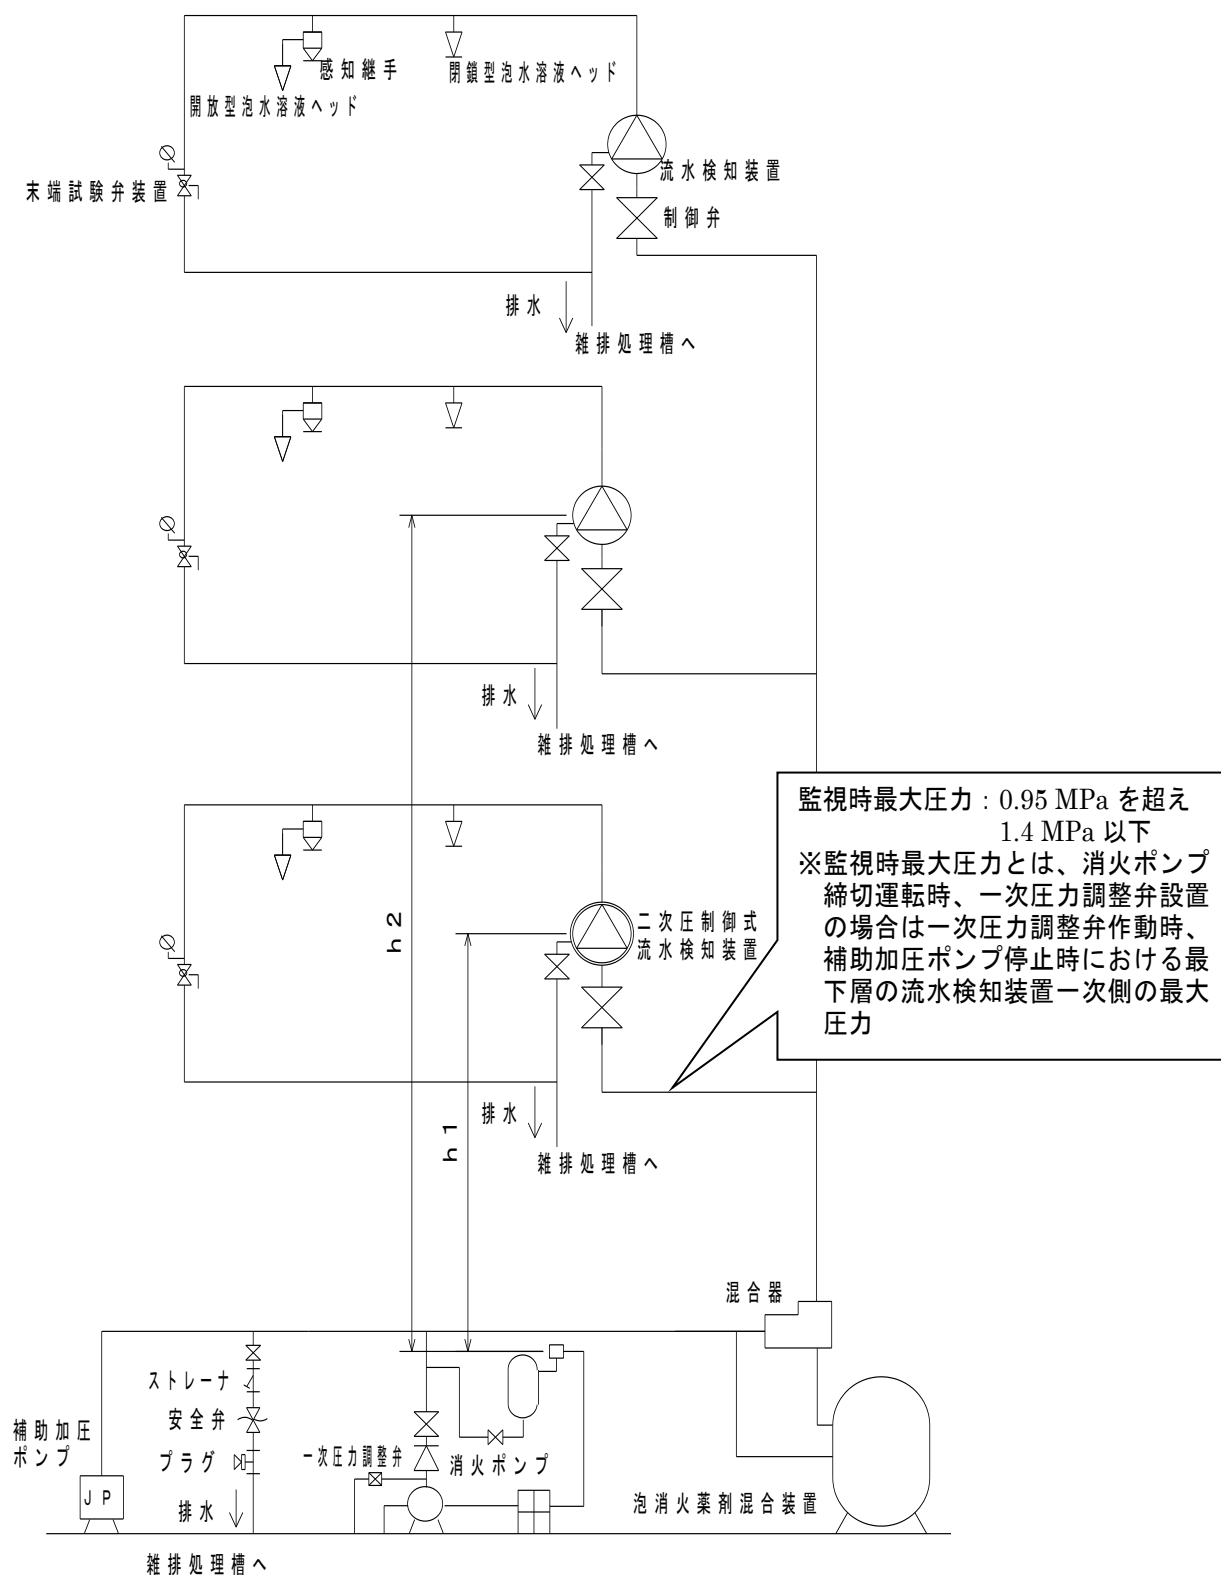 感知継手
閉鎖型泡水溶液ヘッド
開放型泡水溶液ヘッド
流水検知装置
末端試験弁装置
制御弁
排水
雑排処理槽へ
排水
雑排処理槽へ
監視時最大圧力：0.95 MPa を超え
1.4 MPa 以下
※監視時最大圧力とは、消火ポンプ
締切運転時、一次圧力調整弁設置
の場合は一次圧力調整弁作動時、
補助加圧ポンプ停止時における最
下層の流水検知装置一次側の最大
圧力
h2
二次圧制御式
流水検知装置
h1
排水
雑排処理槽へ
混合器
ストレーナ
安全弁
補助加圧
ポンプ
プラグ
一次圧力調整弁
消火ポンプ
JP
排水
泡消火薬剤混合装置
雑排処理槽へ